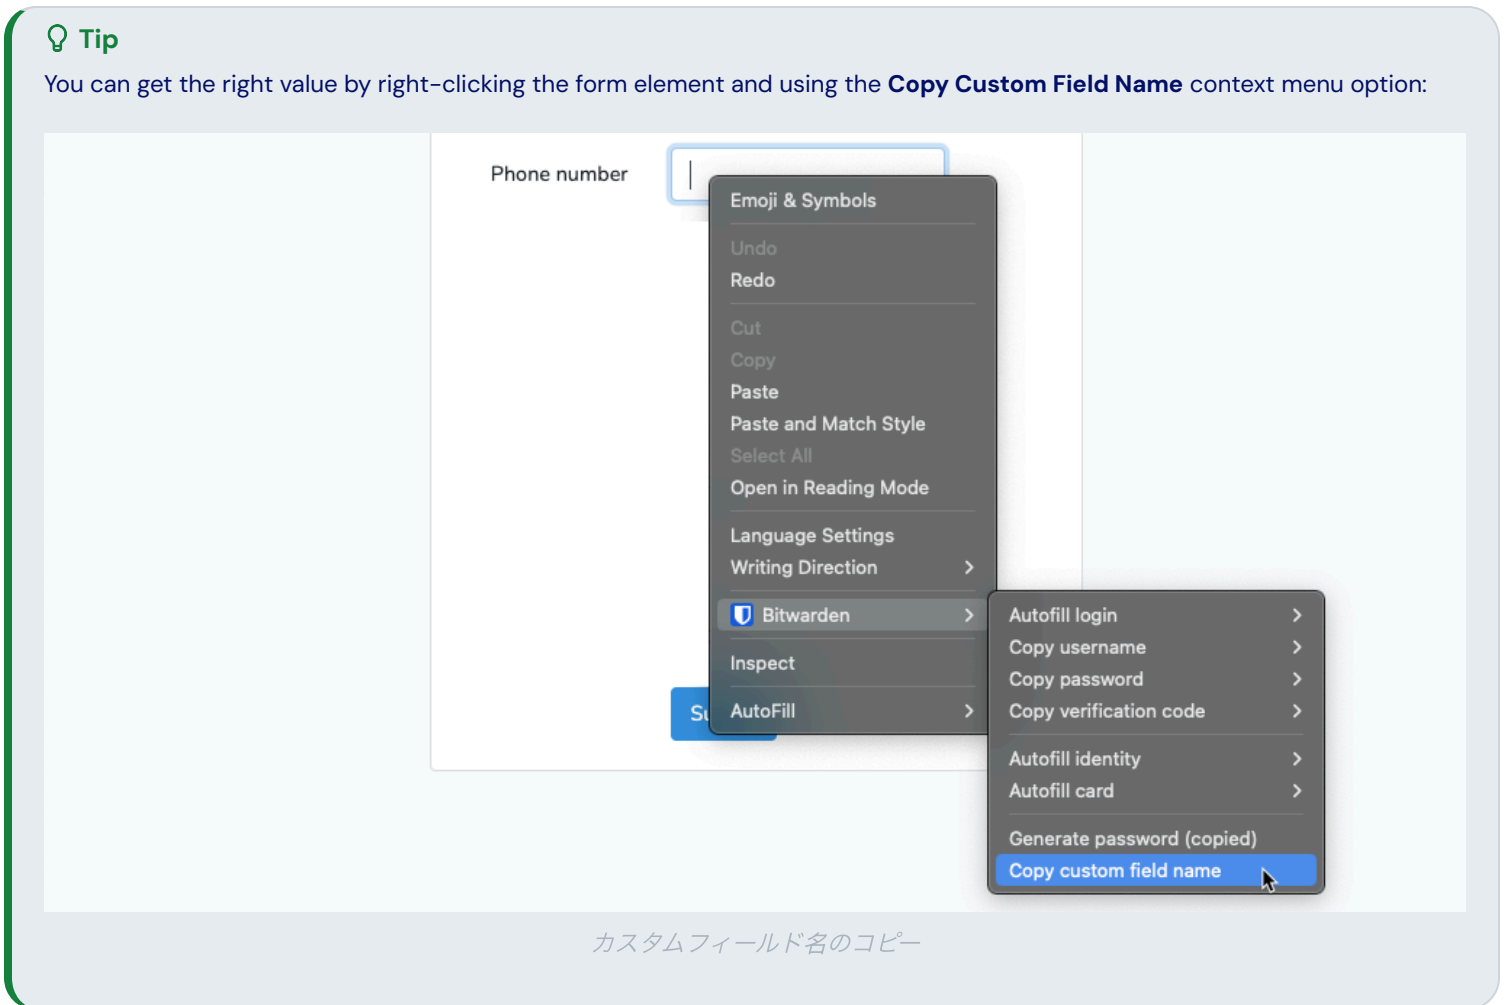 Tip
You can get the right value by right-clicking the form element and using the Copy Custom Field Name context menu option:
Phone number
Emoji & Symbols
Undo
Redo
Cut
Copy
Paste
Paste and Match Style
Select All
Open in Reading Mode
Language Settings
Writing Direction
Bitwarden
Inspect
AutoFill
Autofill login
Copy username
Copy password
Copy verification code
Autofill identity
Autofill card
Generate password (copied)
Copy custom field name
カスタムフィールド名のコピー